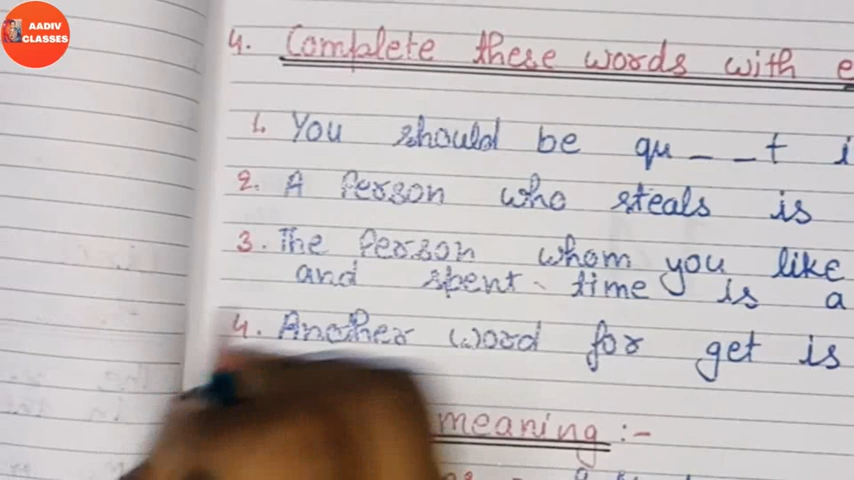 AADIV
CLASSES
4. Complete these words with e
1. You should be qu _ _ t i
2. A Person who steals is
3. The Person whom you like
and spent time is a
4. Another word for get is
meaning :-